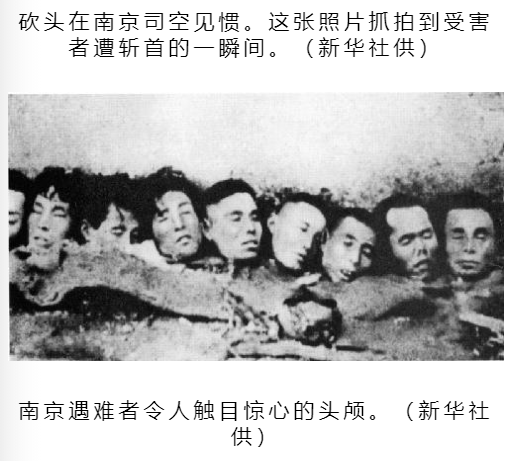 砍头在南京司空见惯。这张照片抓拍到受害
者遭斩首的一瞬间。（新华社供）
南京遇难者令人触目惊心的头颅。（新华社
供）